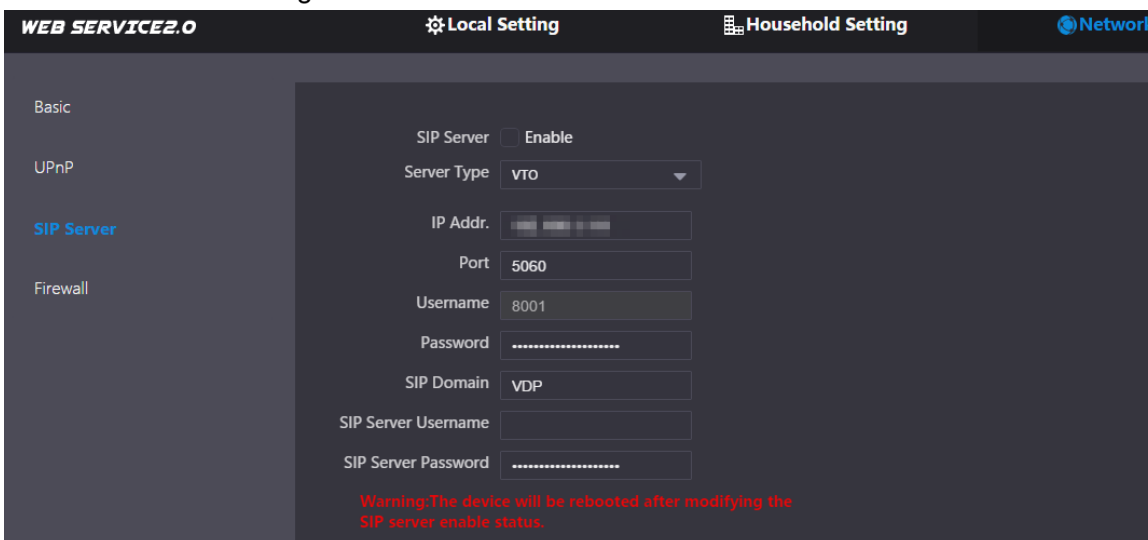 WEB SERVICE2.0
Local Setting
Household Setting
Network
Basic
UPnP
SIP Server
Firewall
SIP Server Enable
Server Type VTO
IP Addr.
Port 5060
Username 8001
Password ••••••••••••••••••••
SIP Domain VDP
SIP Server Username
SIP Server Password ••••••••••••••••••••
Warning:The device will be rebooted after modifying the
SIP server enable status.